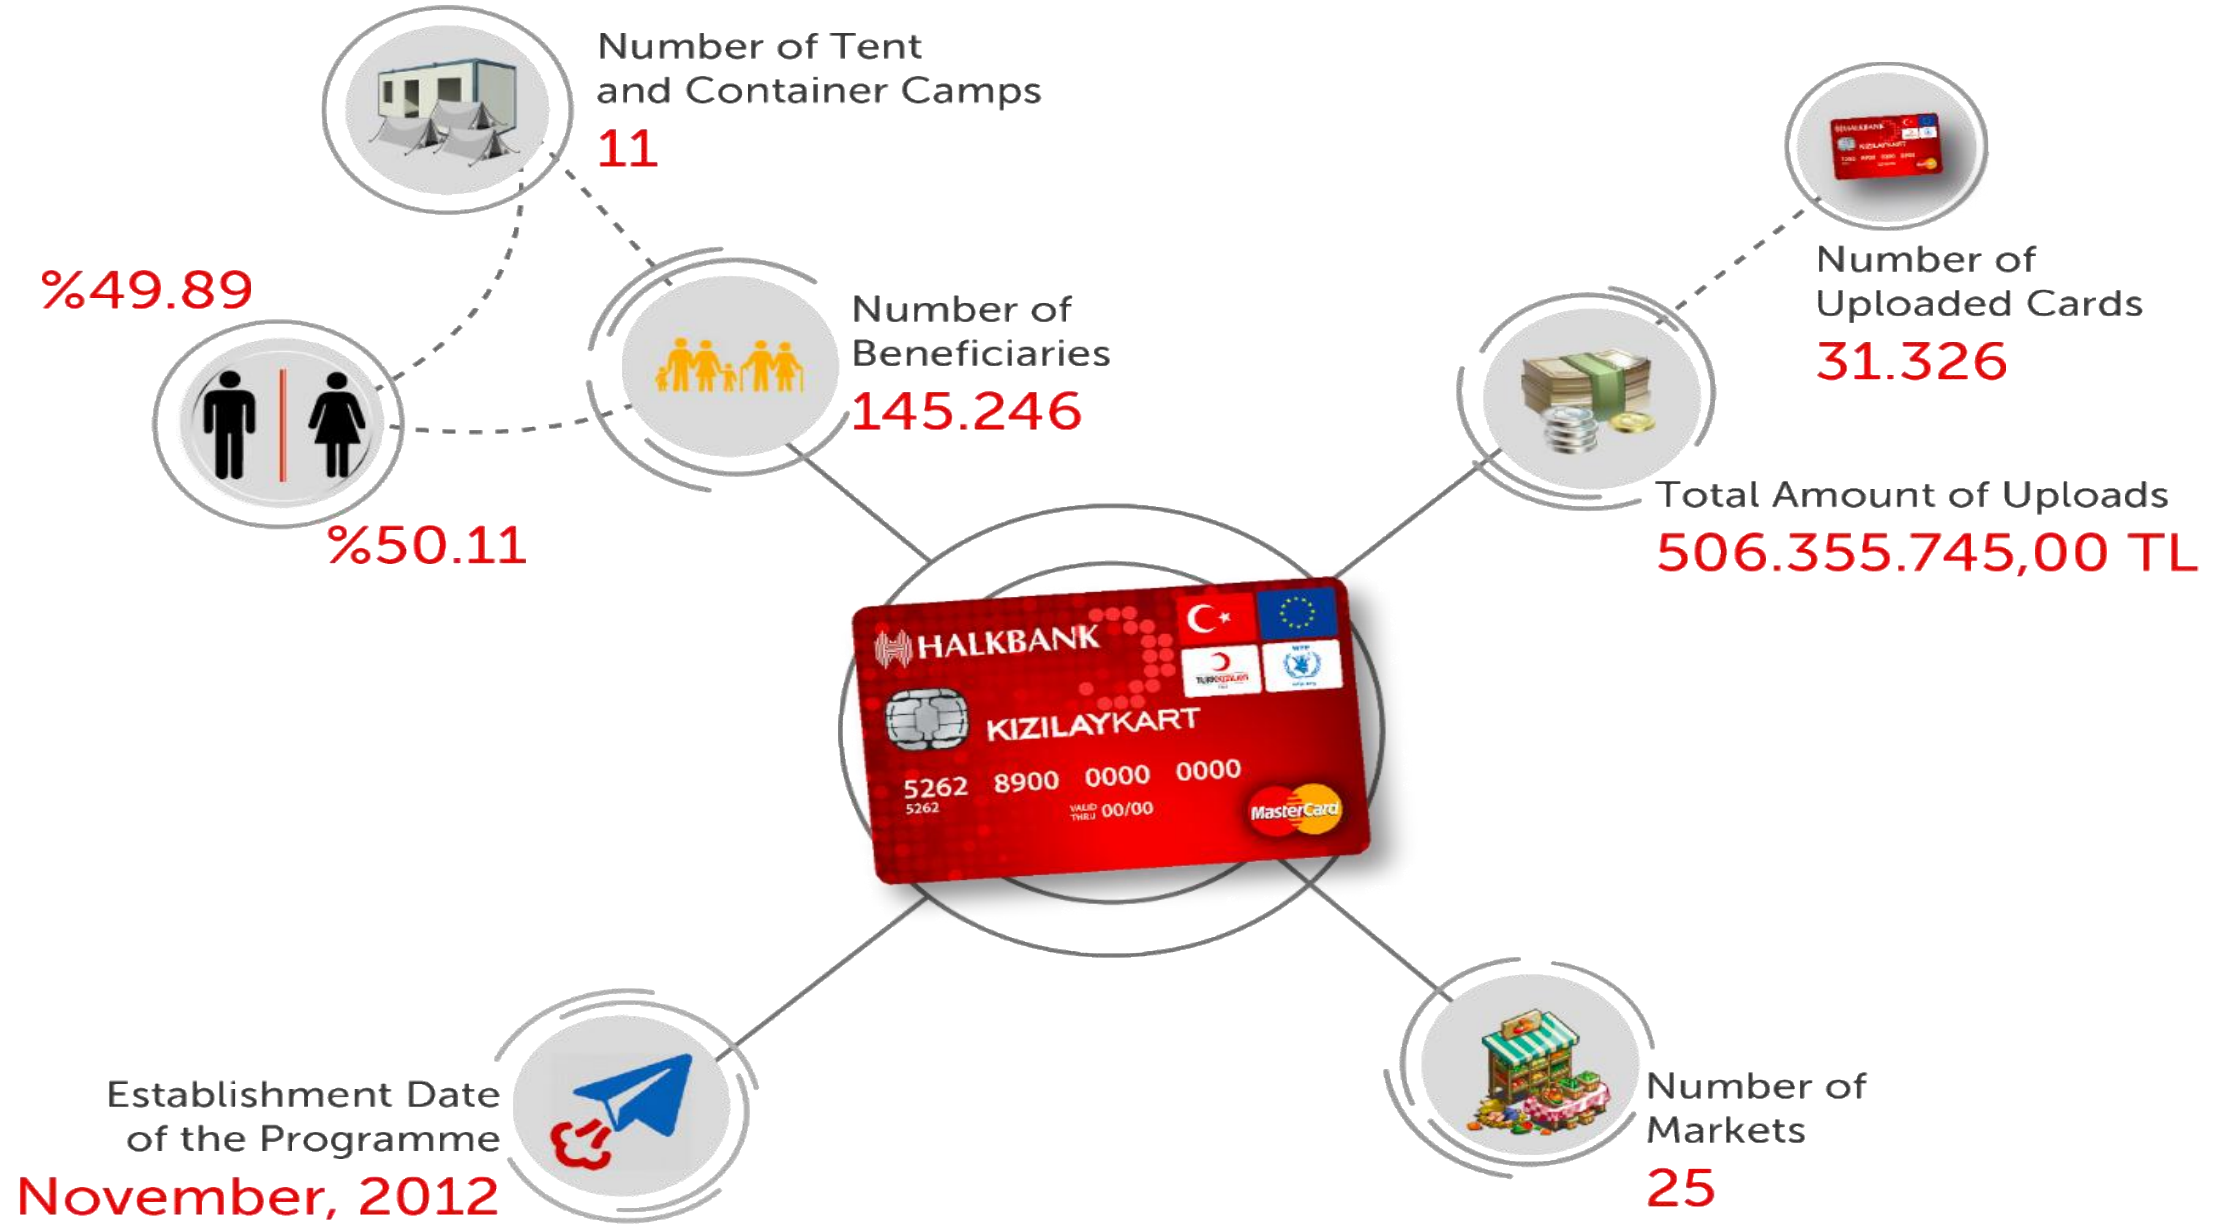 Number of Tent
and Container Camps
11
%49.89
%50.11
Number of
Beneficiaries
145.246
Number of
Uploaded Cards
31.326
Total Amount of Uploads
506.355.745,00 TL
HALKBANK
WFP
KIZILAYKART
5262 8900 0000 0000
5262
VALID
THRU 00/00
MasterCard
Establishment Date
of the Programme
November, 2012
Number of
Markets
25